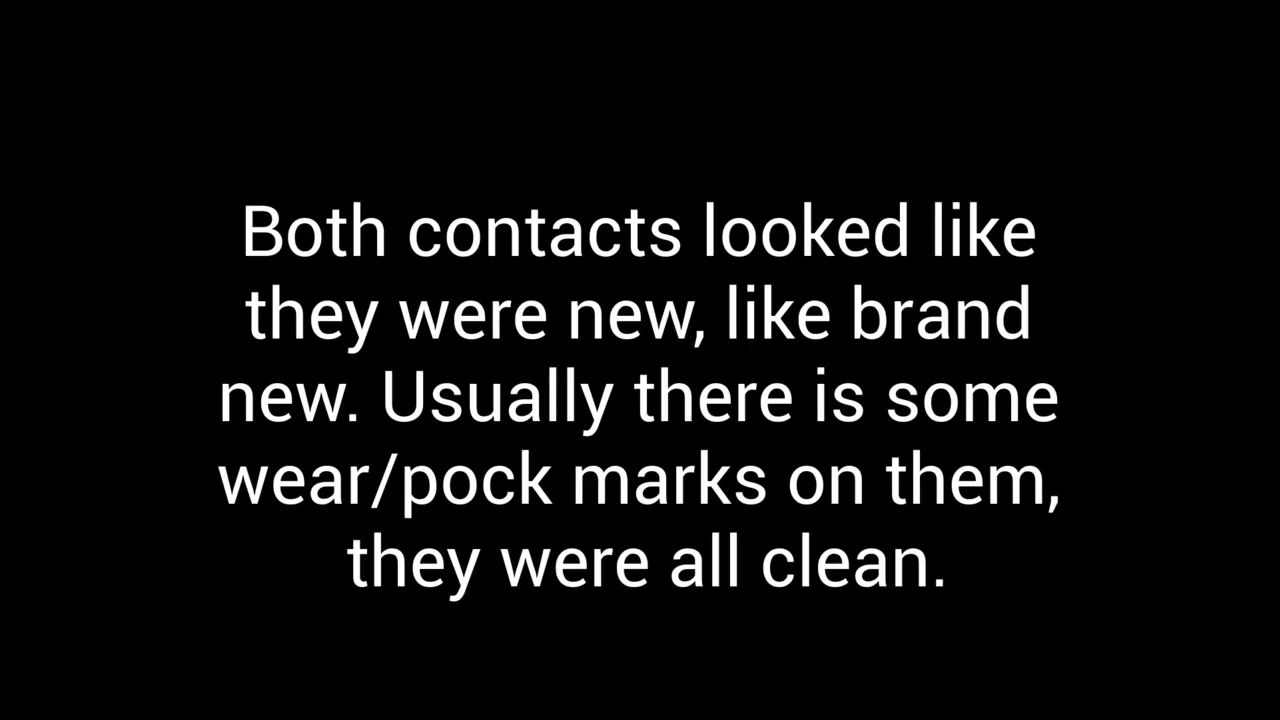 Both contacts looked like
they were new, like brand
new. Usually there is some
wear/pock marks on them,
they were all clean.